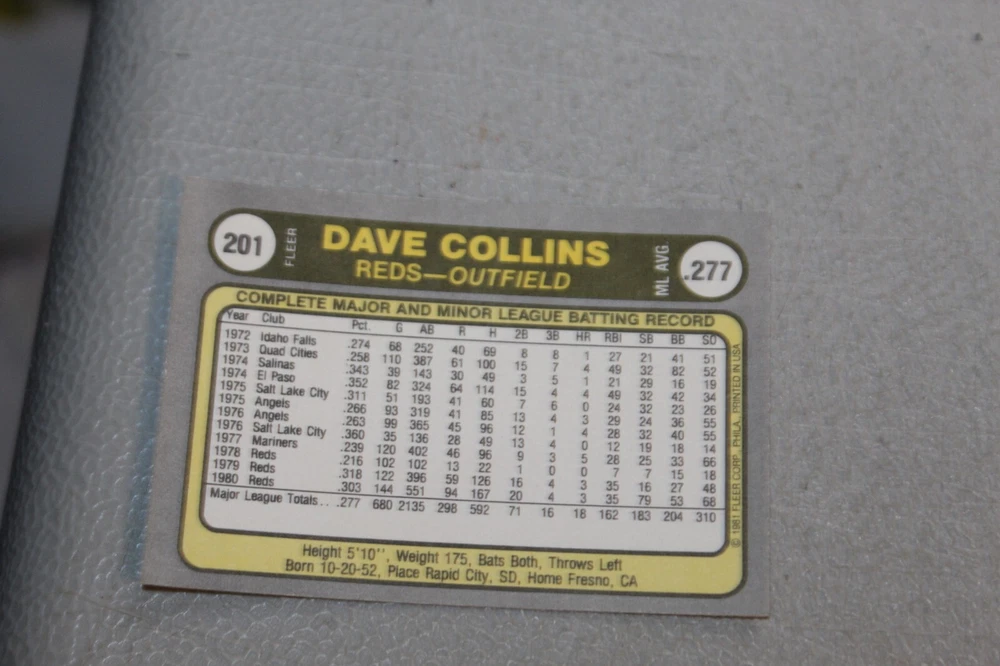 201 FLEER DAVE COLLINS ML AVG .277
REDS—OUTFIELD
COMPLETE MAJOR AND MINOR LEAGUE BATTING RECORD
Year Club Pct. G AB R H 2B 3B HR RBI SB BB SO
1972 Idaho Falls .274 68 252 40 69 8 8 1 27 21 41 51
1973 Quad Cities .258 110 387 61 100 15 7 4 49 32 82 52
1974 Salinas .343 39 143 30 49 3 5 1 21 29 16 19
1974 El Paso .352 82 324 64 114 15 4 4 49 32 42 34
1975 Salt Lake City .311 51 193 41 60 7 6 0 24 32 23 26
1975 Angels .266 93 319 41 85 13 4 3 29 24 36 55
1976 Angels .263 99 365 45 96 12 1 4 28 32 40 55
1976 Salt Lake City .360 35 136 28 49 13 4 0 12 19 18 14
1977 Mariners .239 120 402 46 96 9 3 5 28 25 33 66
1978 Reds .216 102 102 13 22 1 0 0 7 7 15 18
1979 Reds .318 122 396 59 126 16 4 3 35 16 27 48
1980 Reds .303 144 551 94 167 20 4 3 35 79 53 68
Major League Totals... .277 680 2135 298 592 71 16 18 162 183 204 310
Height 5'10'', Weight 175, Bats Both, Throws Left
Born 10-20-52, Place Rapid City, SD, Home Fresno, CA
© 1981 FLEER CORP. PHILA. PRINTED IN USA